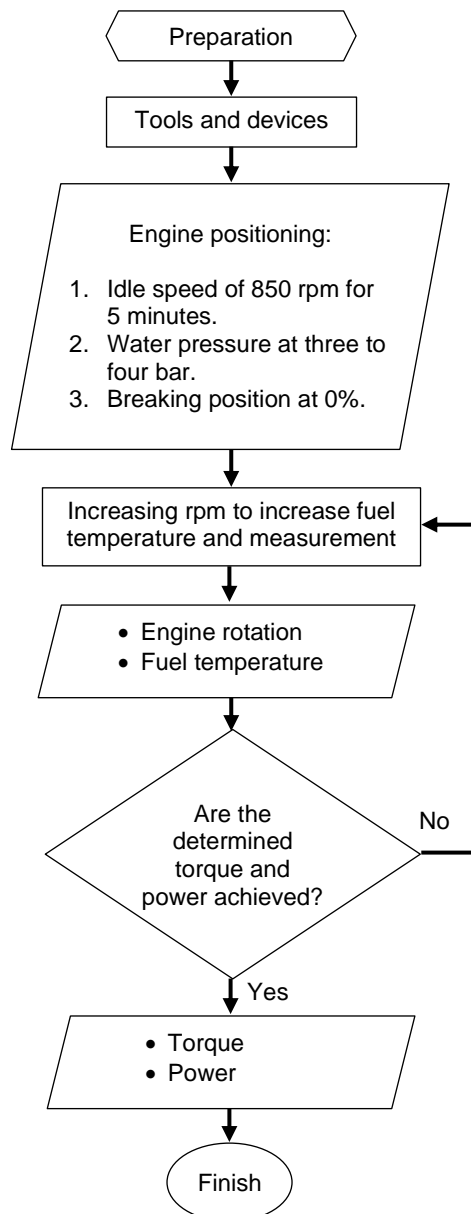 Preparation
Tools and devices
Engine positioning:
1. Idle speed of 850 rpm for
5 minutes.
2. Water pressure at three to
four bar.
3. Breaking position at 0%.
Increasing rpm to increase fuel
temperature and measurement
• Engine rotation
• Fuel temperature
Are the
determined
torque and
power achieved?
No
Yes
• Torque
• Power
Finish